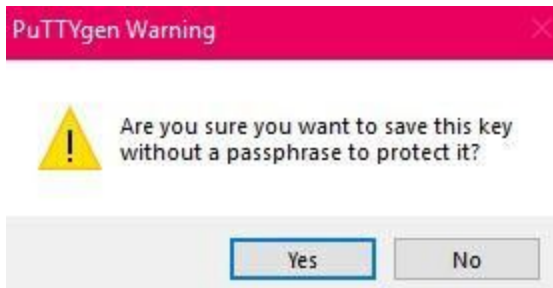 PuTTYgen Warning
Are you sure you want to save this key
without a passphrase to protect it?
Yes
No